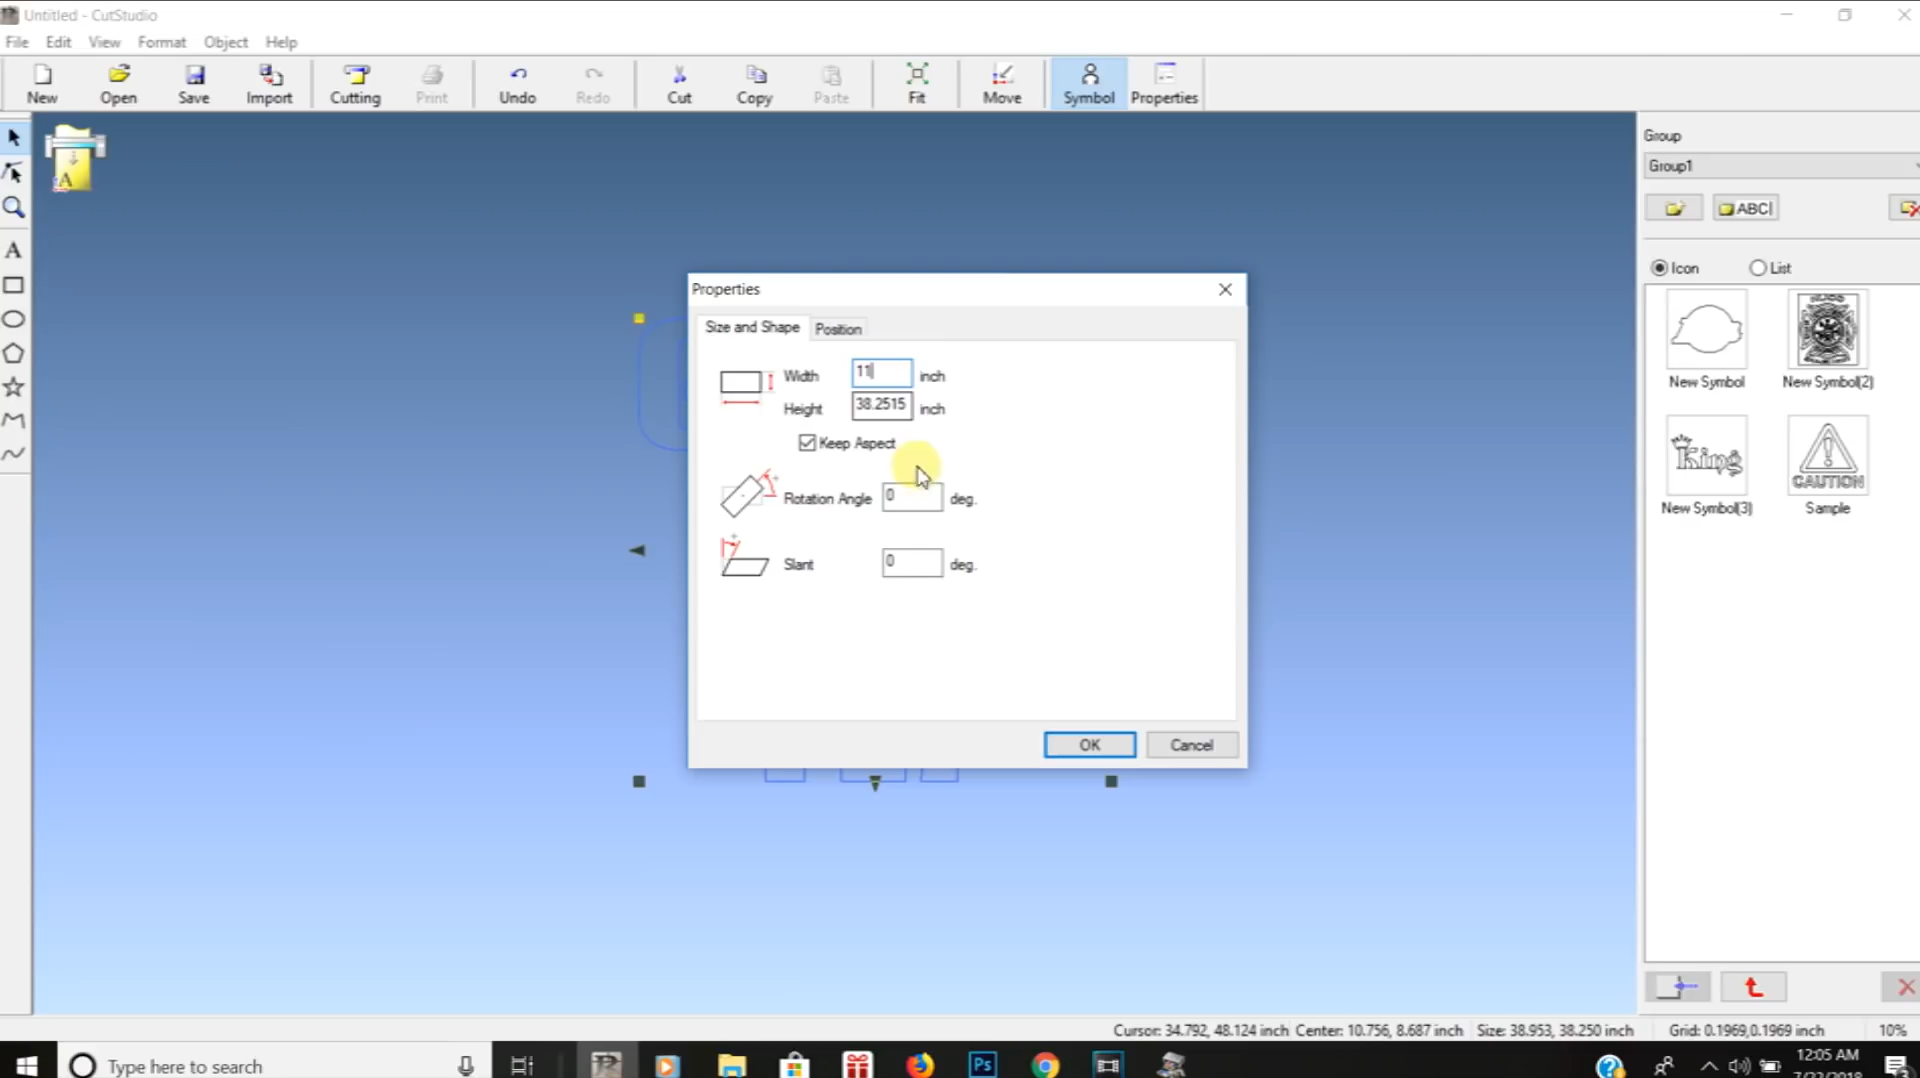 Untitled - CutStudio
File Edit View Format Object Help
New Open Save Import Cutting Print Undo Redo Cut Copy Paste Fit Move Symbol Properties
A
Group
Group1
ABC
Icon List
New Symbol New Symbol(2)
King
CAUTION
New Symbol(3) Sample
Properties
Size and Shape Position
Width 11 inch
Height 38.2515 inch
Keep Aspect
Rotation Angle 0 deg.
Slant 0 deg.
OK Cancel
Cursor: 34.792, 48.124 inch Center: 10.756, 8.687 inch Size: 38.953, 38.250 inch Grid: 0.1969,0.1969 inch 10%
Type here to search
Ps
12:05 AM